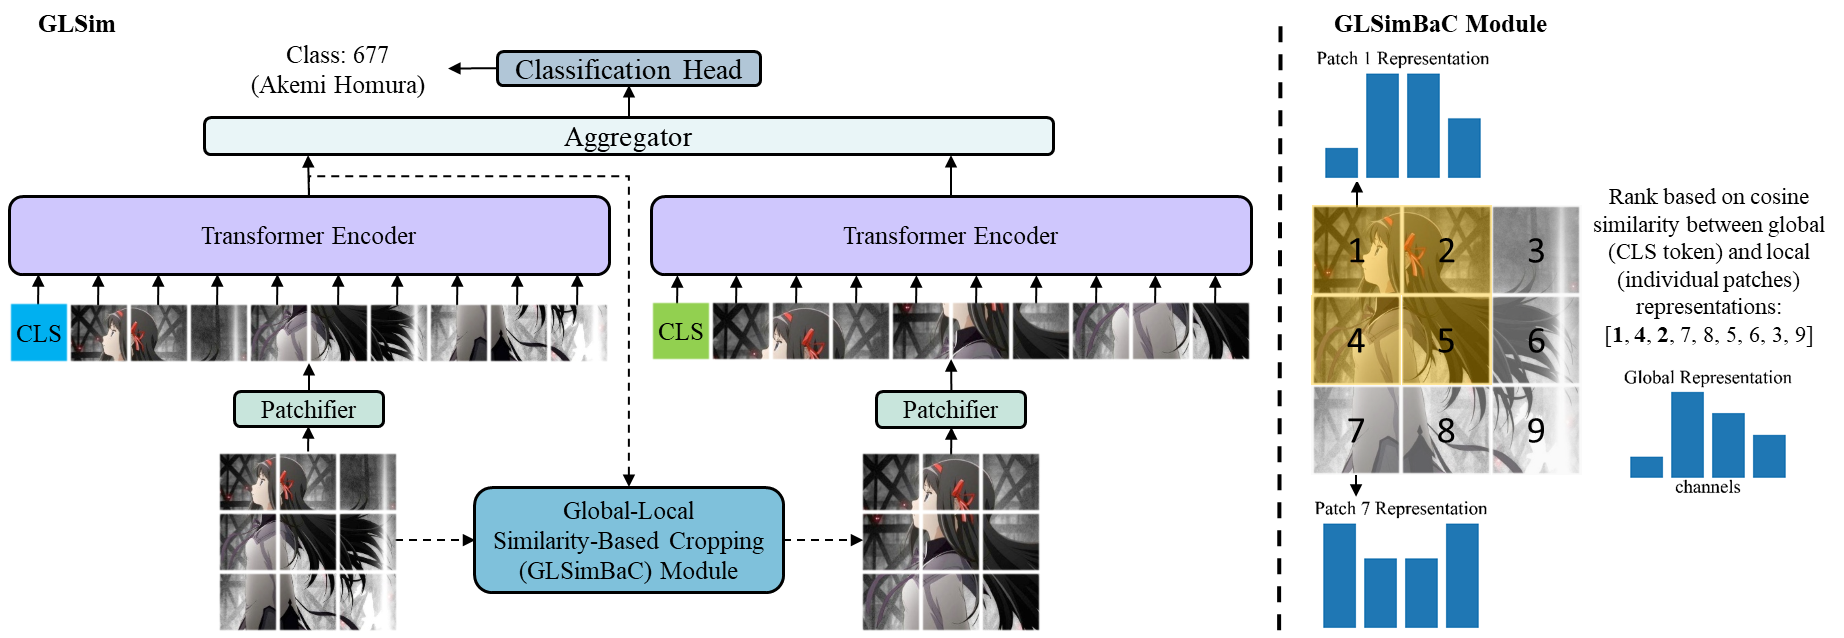 GLSim
Class: 677
(Akemi Homura)
Classification Head
Aggregator
Transformer Encoder
Transformer Encoder
CLS
CLS
Patchifier
Patchifier
Global-Local
Similarity-Based Cropping
(GLSimBaC) Module
GLSimBaC Module
Patch 1 Representation
1
2
3
4
5
6
7
8
9
Patch 7 Representation
Rank based on cosine
similarity between global
(CLS token) and local
(individual patches)
representations:
[1, 4, 2, 7, 8, 5, 6, 3, 9]
Global Representation
channels